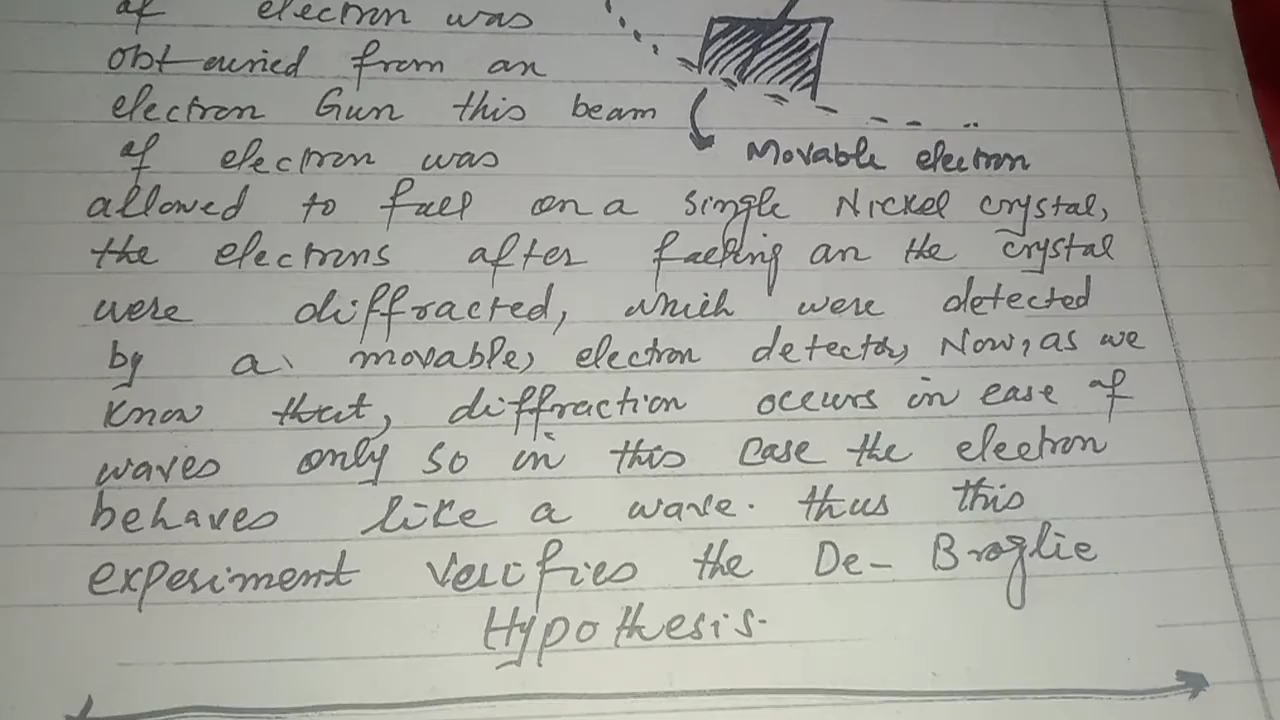 of electron was
obtained from an
electron Gun this beam
of electron was
Movable electron
allowed to fall on a single Nickel crystal,
the electrons after falling an the crystal
were diffracted, which were detected
by a movable, electron detector, Now, as we
know that, diffraction occurs in case of
waves only so in this case the electron
behaves like a wave. thus this
experiment verifies the De- Broglie
Hypothesis.